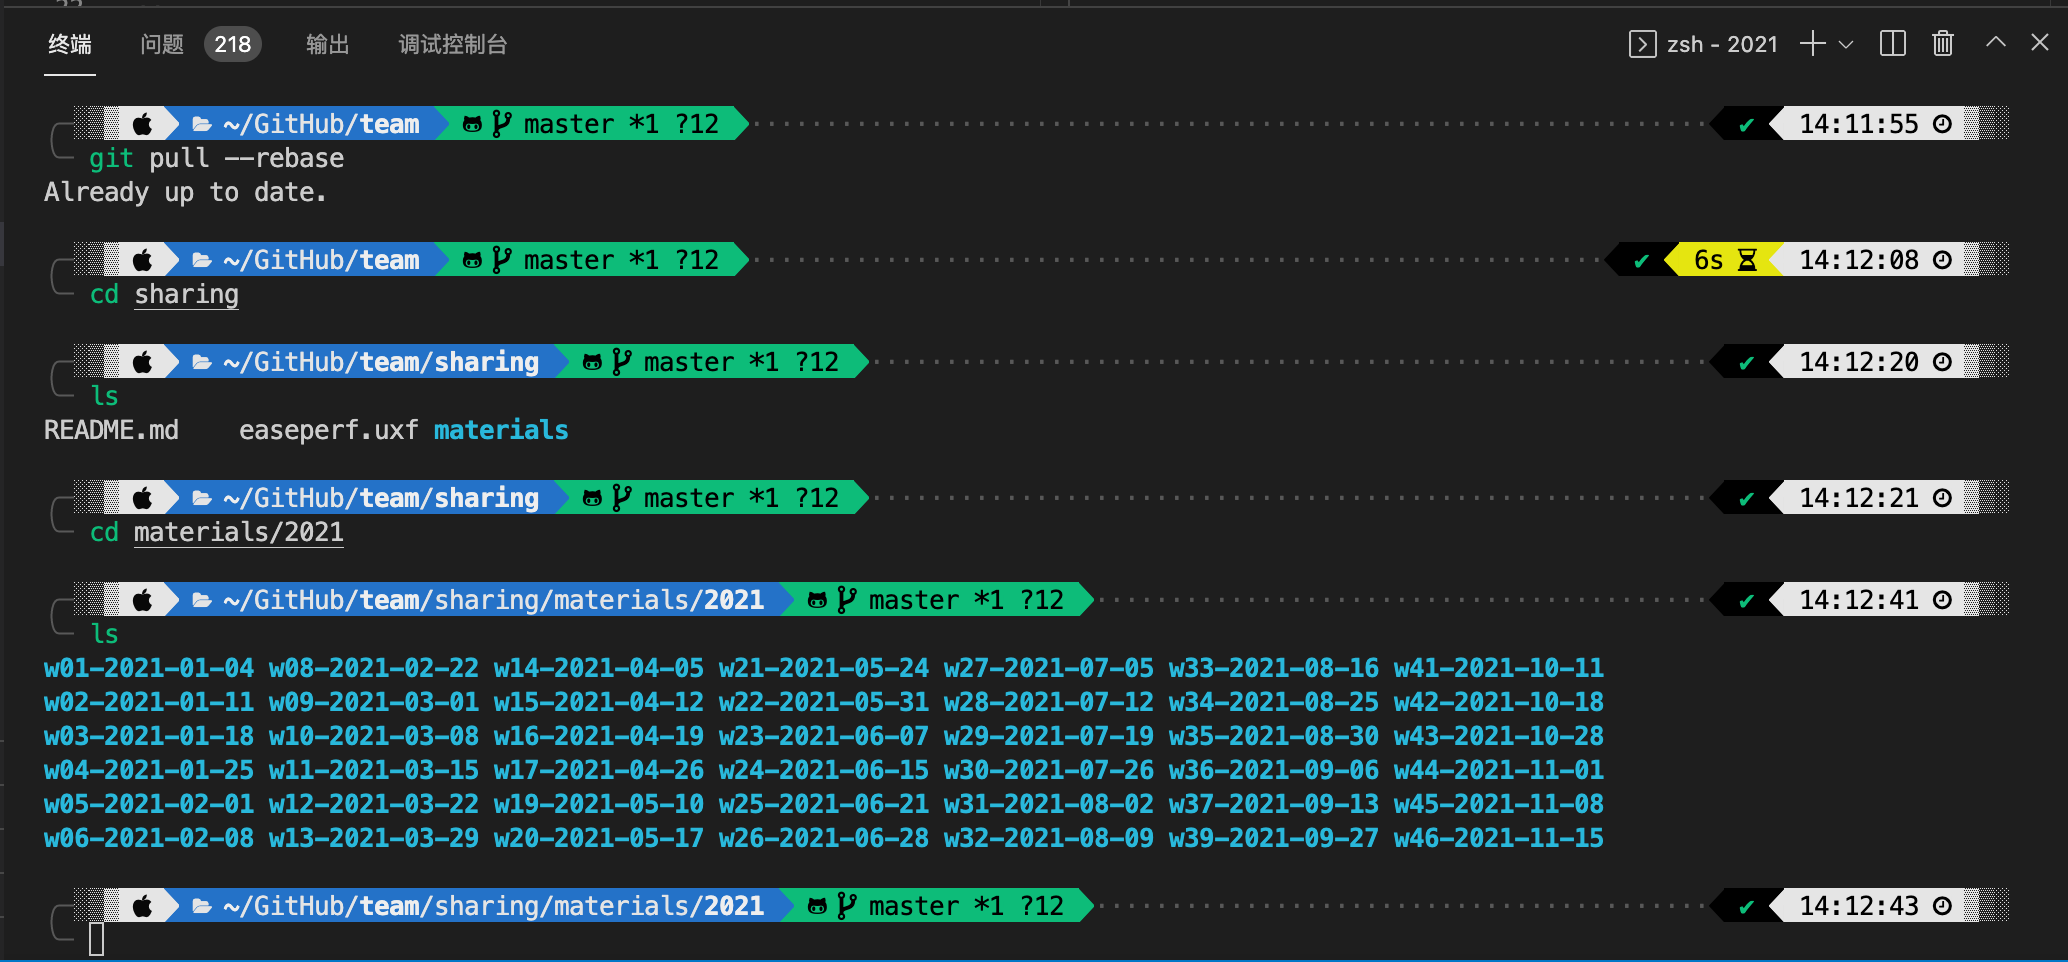 终端 问题 218 输出 调试控制台 zsh - 2021
~/GitHub/team master *1 ?12 ✔ 14:11:55
git pull --rebase
Already up to date.
~/GitHub/team master *1 ?12 ✔ 6s 14:12:08
cd sharing
~/GitHub/team/sharing master *1 ?12 ✔ 14:12:20
ls
README.md easeperf.uxf materials
~/GitHub/team/sharing master *1 ?12 ✔ 14:12:21
cd materials/2021
~/GitHub/team/sharing/materials/2021 master *1 ?12 ✔ 14:12:41
ls
w01-2021-01-04 w08-2021-02-22 w14-2021-04-05 w21-2021-05-24 w27-2021-07-05 w33-2021-08-16 w41-2021-10-11
w02-2021-01-11 w09-2021-03-01 w15-2021-04-12 w22-2021-05-31 w28-2021-07-12 w34-2021-08-25 w42-2021-10-18
w03-2021-01-18 w10-2021-03-08 w16-2021-04-19 w23-2021-06-07 w29-2021-07-19 w35-2021-08-30 w43-2021-10-28
w04-2021-01-25 w11-2021-03-15 w17-2021-04-26 w24-2021-06-15 w30-2021-07-26 w36-2021-09-06 w44-2021-11-01
w05-2021-02-01 w12-2021-03-22 w19-2021-05-10 w25-2021-06-21 w31-2021-08-02 w37-2021-09-13 w45-2021-11-08
w06-2021-02-08 w13-2021-03-29 w20-2021-05-17 w26-2021-06-28 w32-2021-08-09 w39-2021-09-27 w46-2021-11-15
~/GitHub/team/sharing/materials/2021 master *1 ?12 ✔ 14:12:43